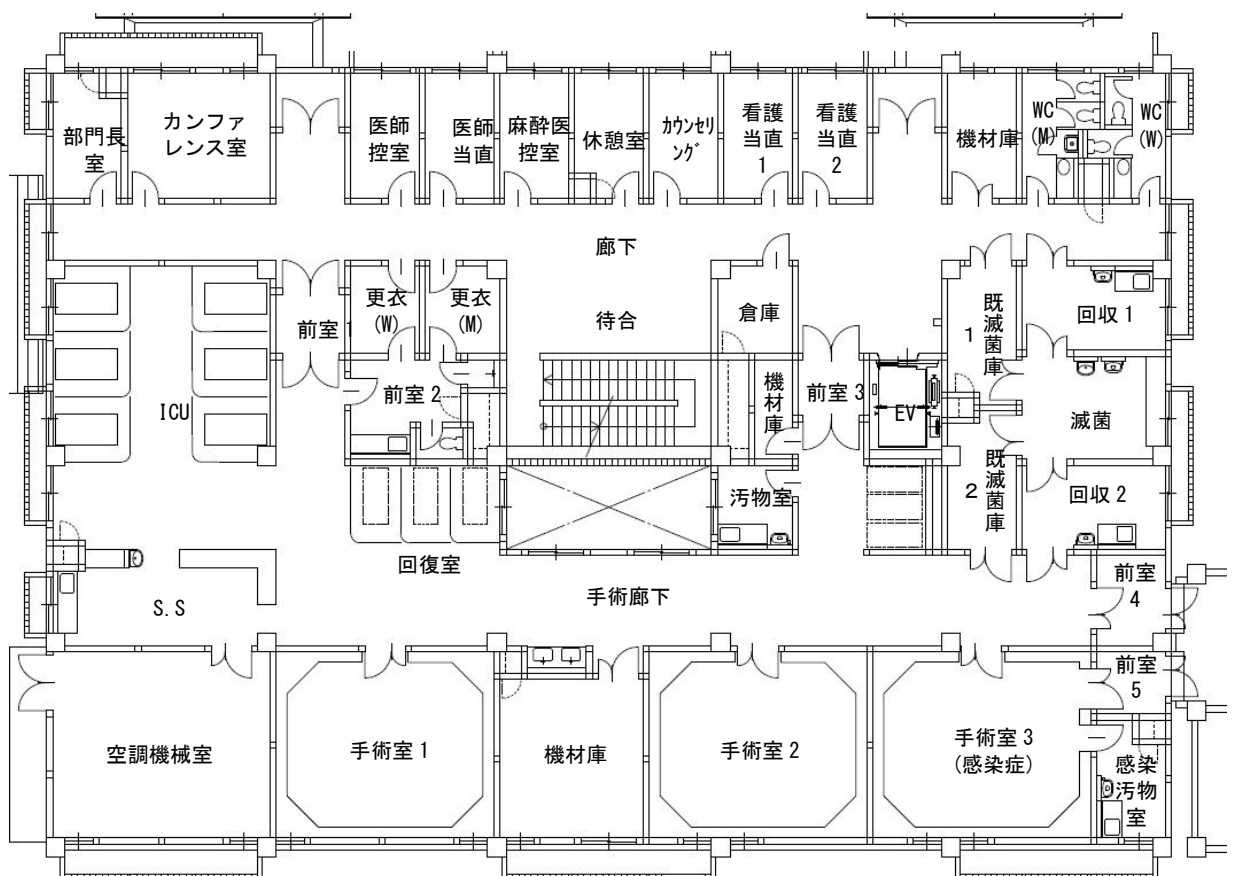 部門長
室
カンファ
レンス室
医師
控室
医師
当直
麻酔医
控室
休憩室
カウンセリ
ング
看護
当直
1
看護
当直
2
機材庫
WC
(M)
WC
(W)
廊下
前室 1
更衣
(W)
更衣
(M)
待合
倉庫
1 既滅菌庫
回収 1
ICU
前室 2
機材庫
前室 3
EV
滅菌
汚物室
2 既滅菌庫
回収 2
回復室
S.S
手術廊下
前室
4
前室
5
空調機械室
手術室 1
機材庫
手術室 2
手術室 3
(感染症)
感染
汚物
室